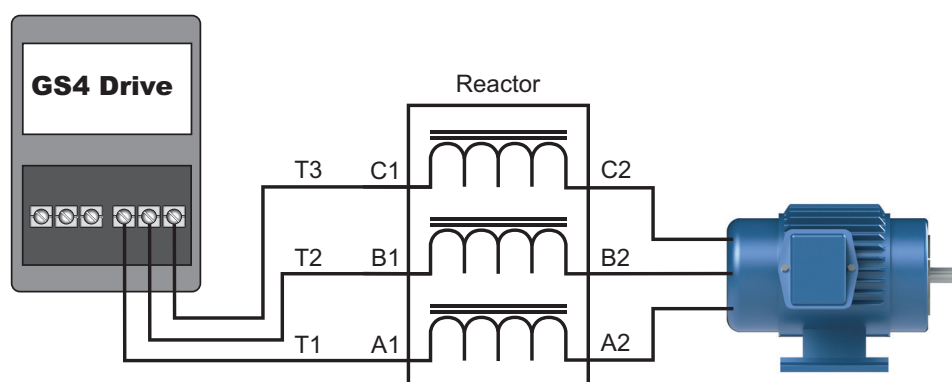 GS4 Drive
Reactor
T3 C1 C2
T2 B1 B2
T1 A1 A2